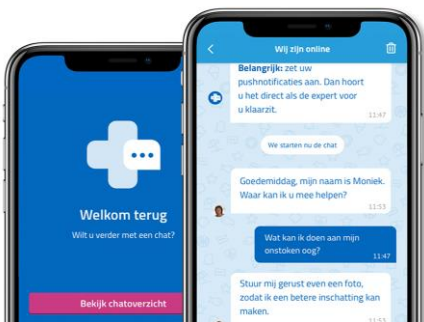 Welkom terug
Wilt u verder met een chat?
Bekijk chatoverzicht
Wij zijn online
Belangrijk: zet uw
pushnotificaties aan. Dan hoort
u het direct als de expert voor
u klaarzit.
11:47
We starten nu de chat
Goedemiddag, mijn naam is Moniek.
Waar kan ik u mee helpen?
11:53
Wat kan ik doen aan mijn
onstoken oog?
11:47
Stuur mij gerust even een foto,
zodat ik een betere inschatting kan
maken.
11:53